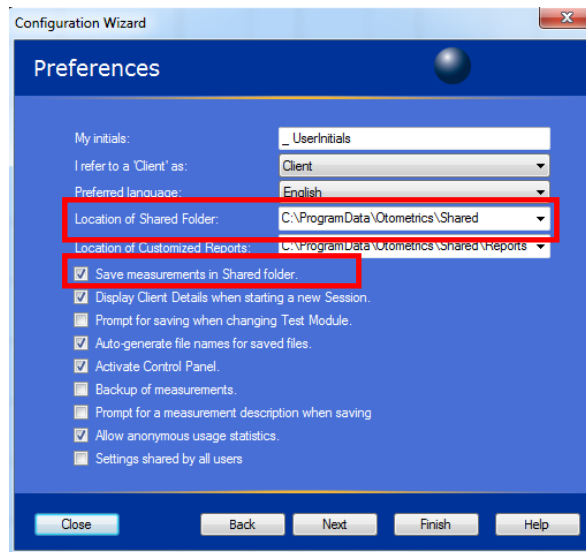 Configuration Wizard
Preferences
My initials: _ UserInitials
I refer to a 'Client' as: Client
Preferred language: English
Location of Shared Folder: C:\ProgramData\Otometrics\Shared
Location of Customized Reports: C:\ProgramData\Otometrics\Shared\Reports
Save measurements in Shared folder.
Display Client Details when starting a new Session.
Prompt for saving when changing Test Module.
Auto-generate file names for saved files.
Activate Control Panel.
Backup of measurements.
Prompt for a measurement description when saving
Allow anonymous usage statistics.
Settings shared by all users
Close Back Next Finish Help